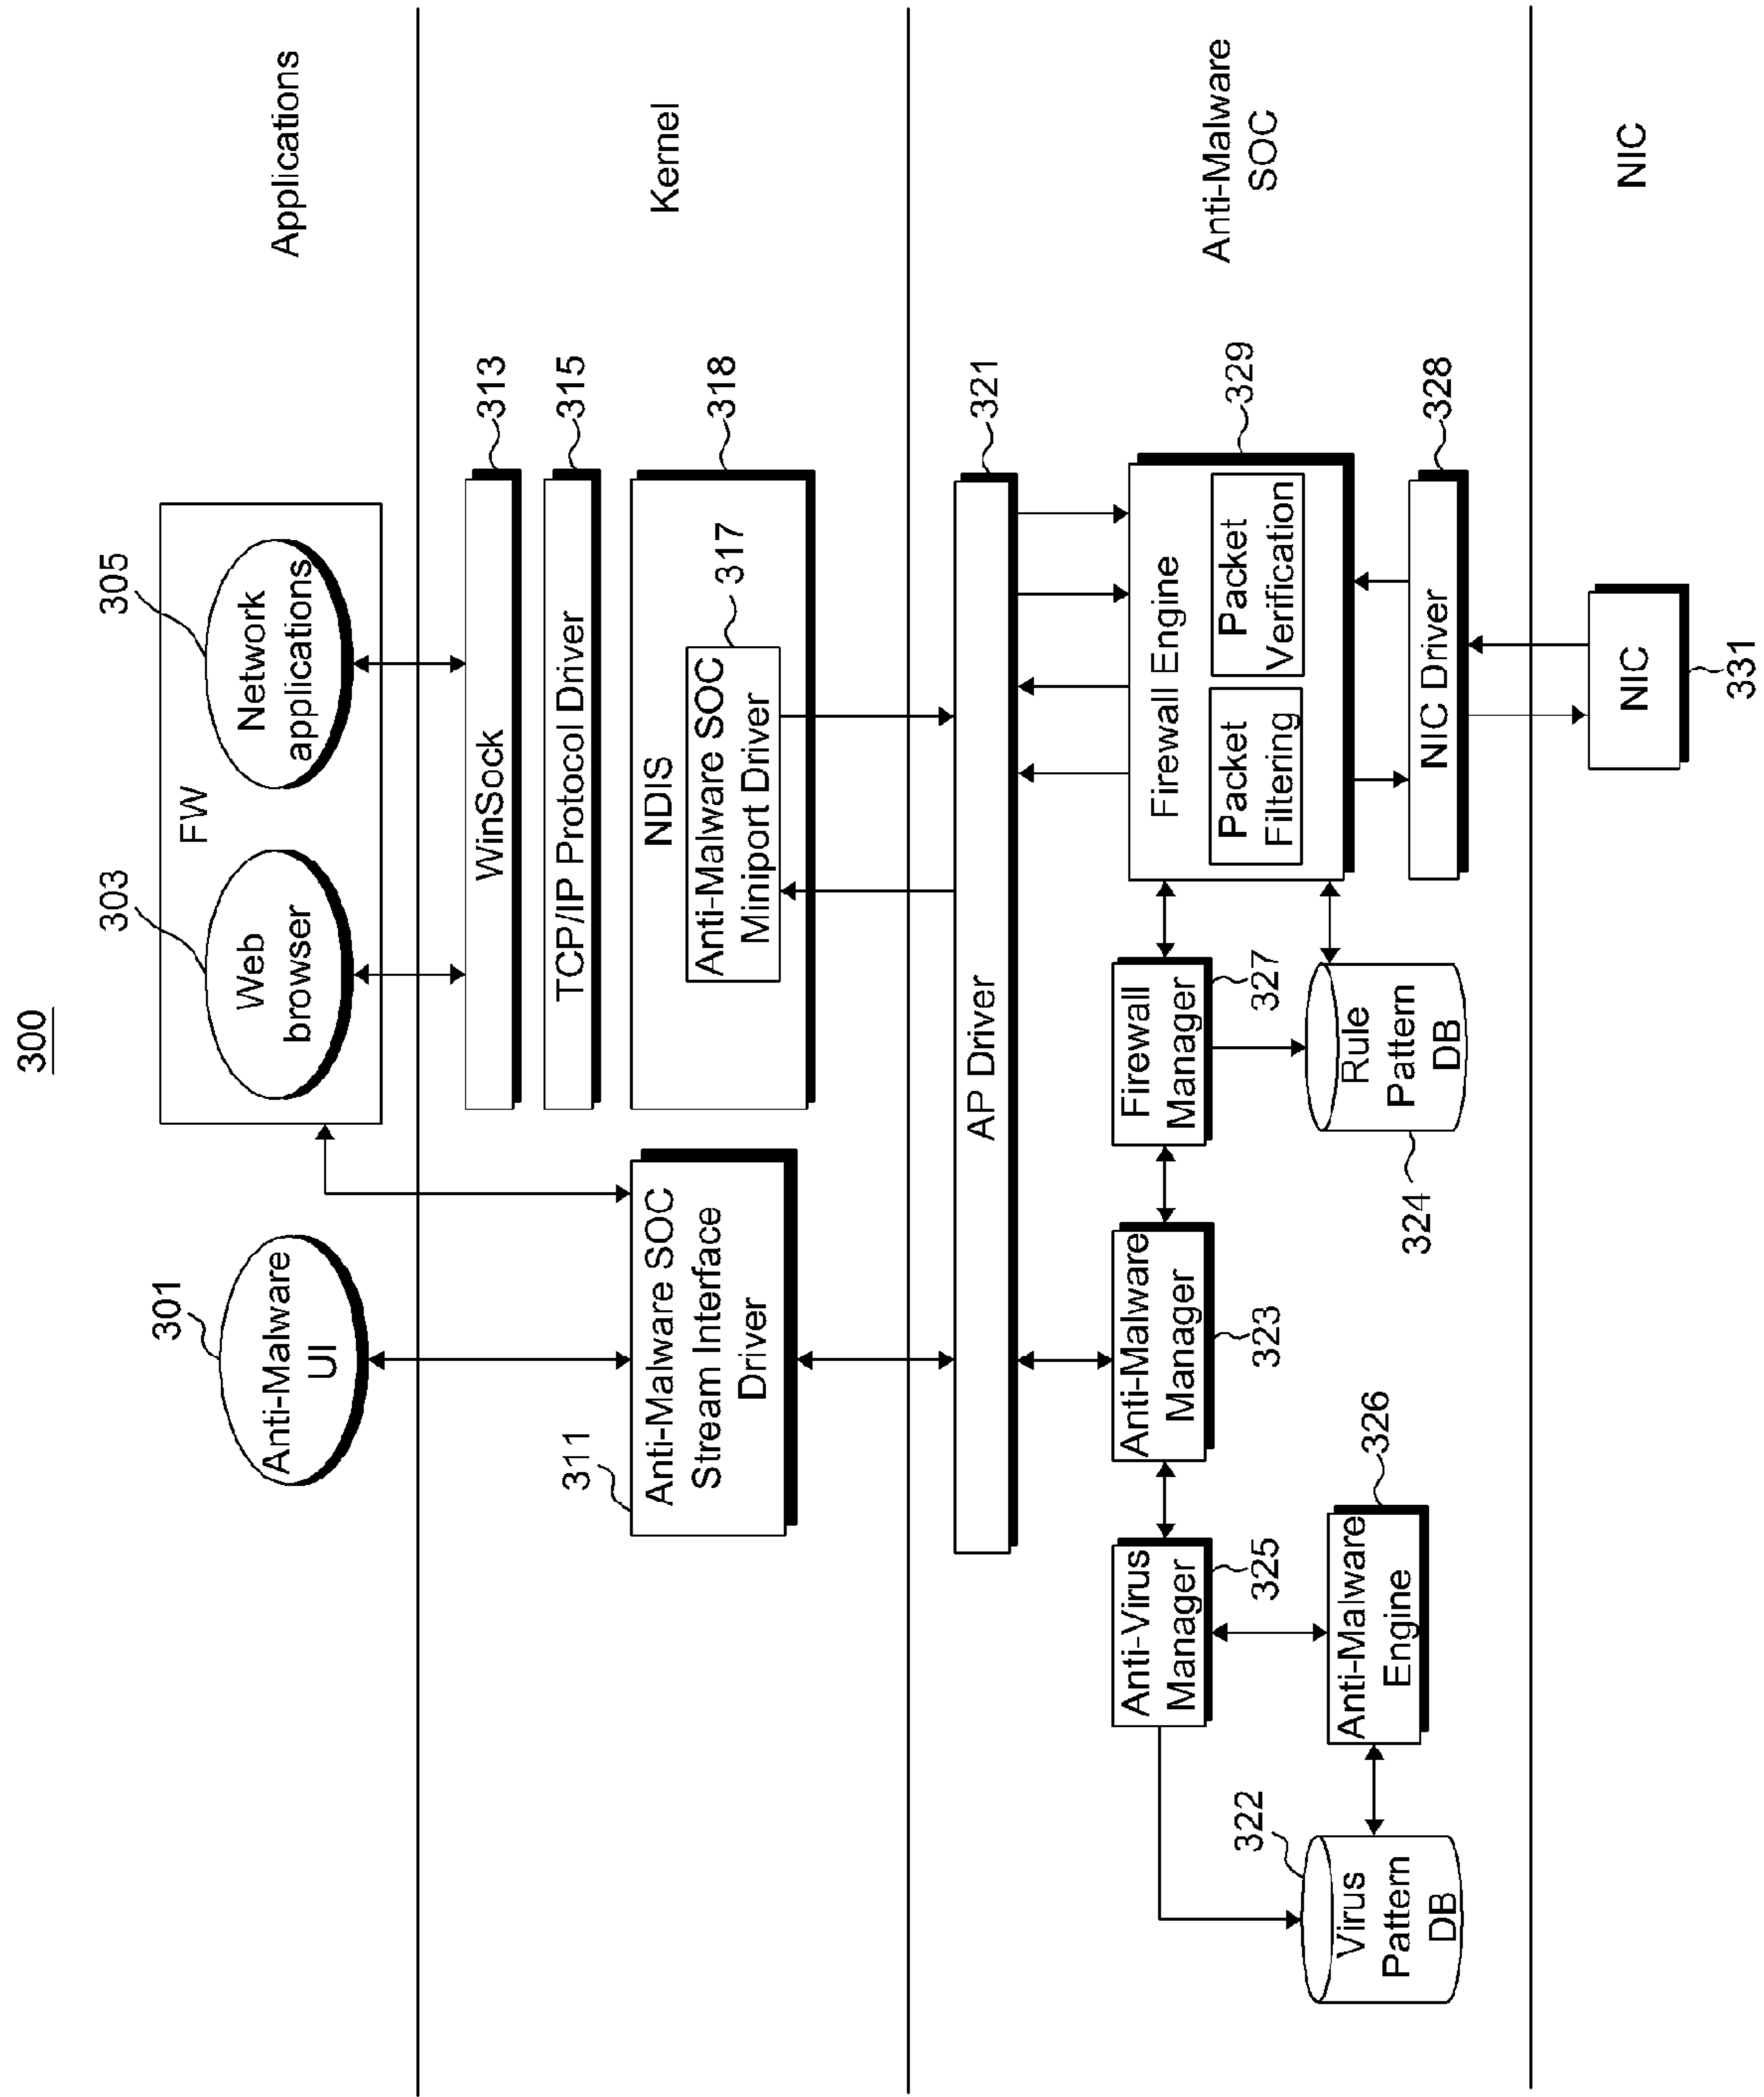 300
Applications
Kernel
Anti-Malware
SOC
NIC
301
Anti-Malware
UI
303
Web
browser
FW
305
Network
applications
311
Anti-Malware SOC
Stream Interface
Driver
WinSock
313
TCP/IP Protocol Driver
315
NDIS
318
Anti-Malware SOC
Miniport Driver
317
AP Driver
321
Anti-Virus
Manager
325
Anti-Malware
Manager
323
Firewall
Manager
327
Firewall Engine
329
Packet
Filtering
Packet
Verification
322
Virus
Pattern
DB
Anti-Malware
Engine
326
324
Rule
Pattern
DB
NIC Driver
328
NIC
331